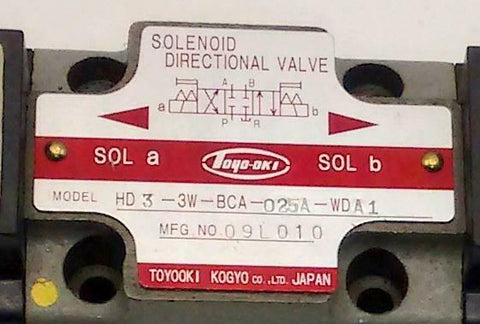 SOLENOID
DIRECTIONAL VALVE
A B
a b
P R
SOL a TOYO-OKI SOL b
MODEL HD3-3W-BCA-025A-WDA1
MFG. NO. 09L010
TOYOOKI KOGYO CO., LTD. JAPAN